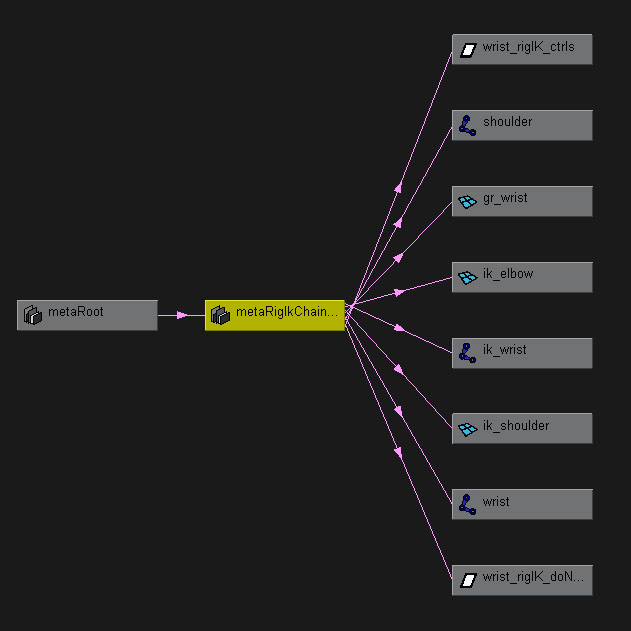 wrist_rigIK_ctrls
shoulder
gr_wrist
ik_elbow
metaRoot
metaRigIkChain...
ik_wrist
ik_shoulder
wrist
wrist_rigIK_doN...